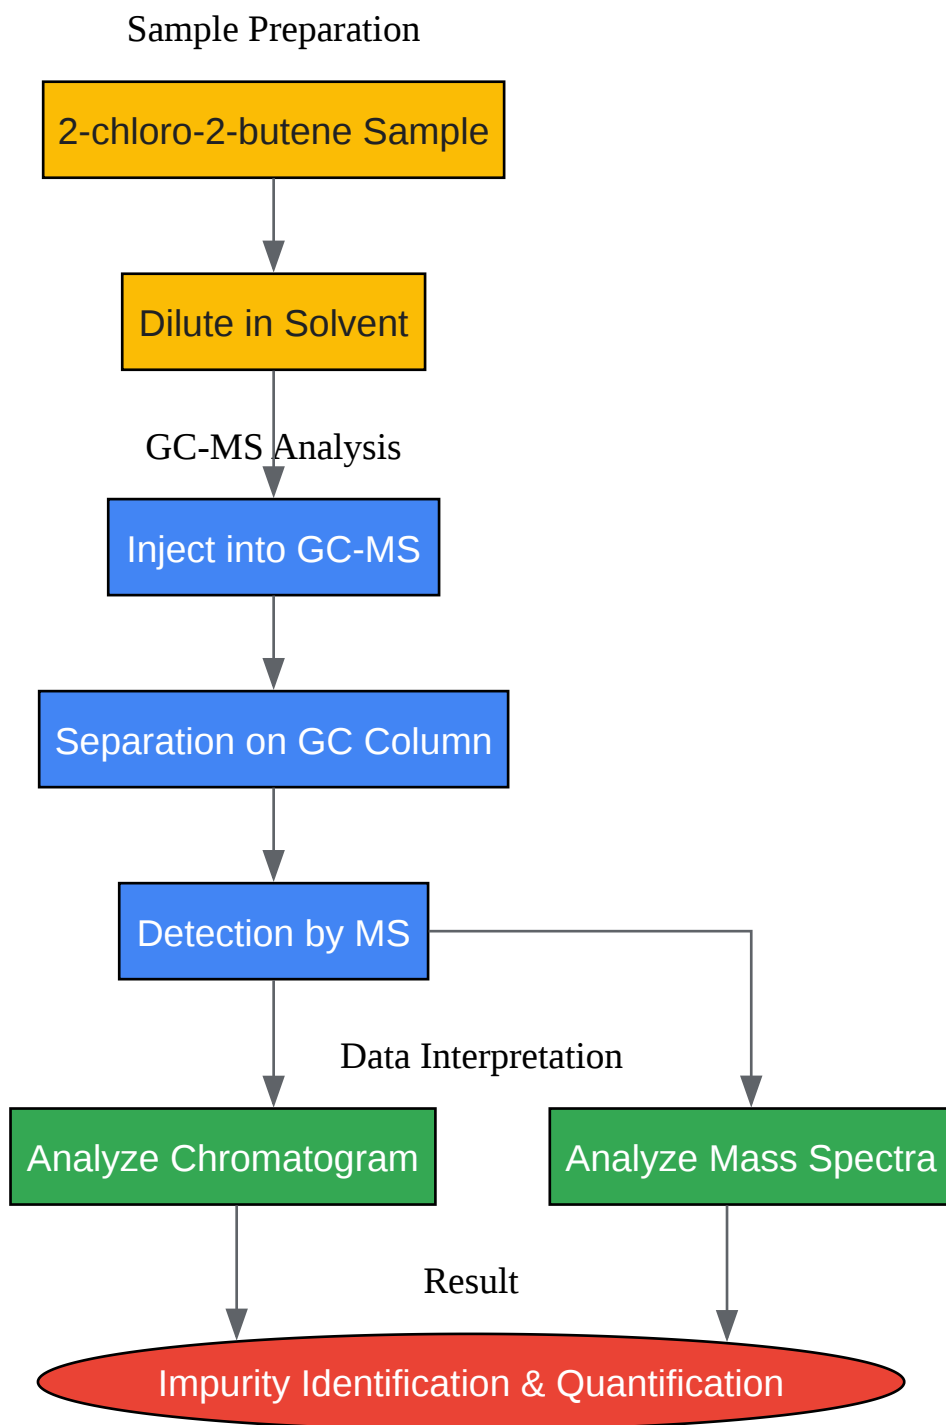 Sample Preparation
2-chloro-2-butene Sample
Dilute in Solvent
GC-MS Analysis
Inject into GC-MS
Separation on GC Column
Detection by MS
Data Interpretation
Analyze Chromatogram
Analyze Mass Spectra
Result
Impurity Identification & Quantification